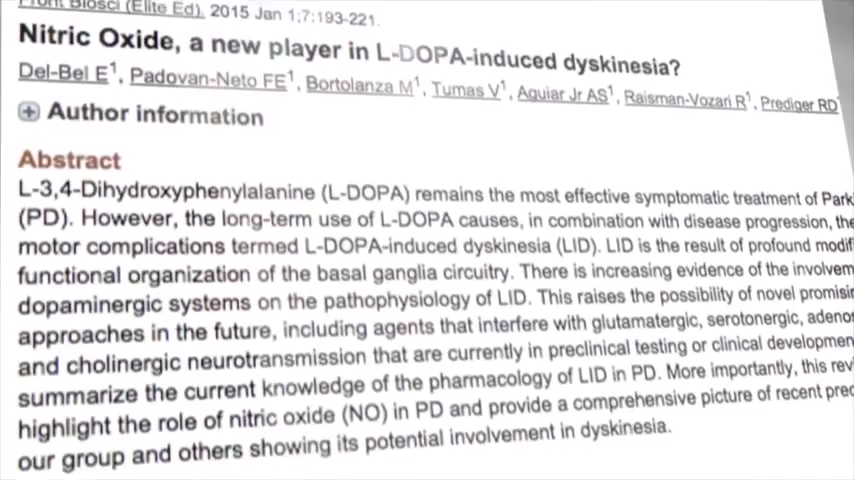 Front Biosci (Elite Ed). 2015 Jan 1;7:193-221.
Nitric Oxide, a new player in L-DOPA-induced dyskinesia?
Del-Bel E1, Padovan-Neto FE1, Bortolanza M1, Tumas V1, Aguiar Jr AS1, Raisman-Vozari R1, Prediger RD1
Author information
Abstract
L-3,4-Dihydroxyphenylalanine (L-DOPA) remains the most effective symptomatic treatment of Park
(PD). However, the long-term use of L-DOPA causes, in combination with disease progression, the
motor complications termed L-DOPA-induced dyskinesia (LID). LID is the result of profound modif
functional organization of the basal ganglia circuitry. There is increasing evidence of the involvem
dopaminergic systems on the pathophysiology of LID. This raises the possibility of novel promisin
approaches in the future, including agents that interfere with glutamatergic, serotonergic, adenos
and cholinergic neurotransmission that are currently in preclinical testing or clinical developmen
summarize the current knowledge of the pharmacology of LID in PD. More importantly, this rev
highlight the role of nitric oxide (NO) in PD and provide a comprehensive picture of recent prec
our group and others showing its potential involvement in dyskinesia.